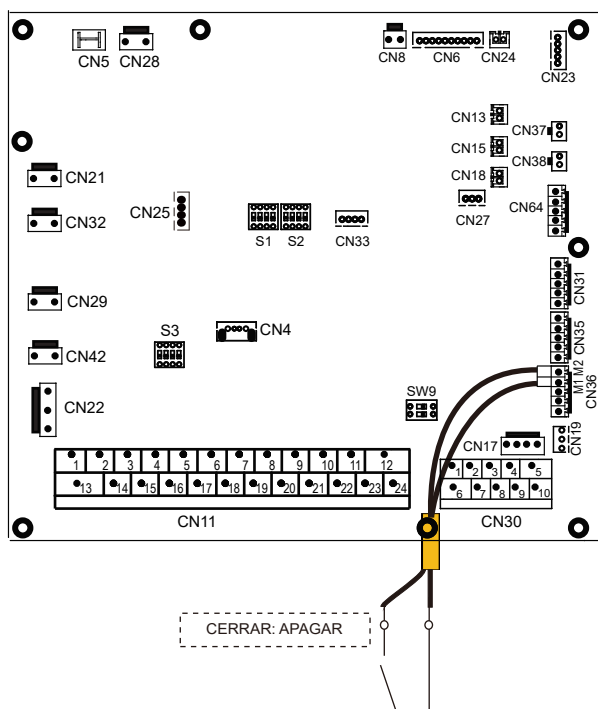 CN5
CN28
CN8
CN6
CN24
CN23
CN13
CN37
CN15
CN38
CN18
CN21
CN32
CN25
S1
S2
CN33
CN27
CN64
CN31
CN29
CN4
CN35
S3
CN42
M1 M2
CN36
CN22
SW9
CN17
CN19
1 2 3 4 5 6 7 8 9 10 11 12
13 14 15 16 17 18 19 20 21 22 23 24
CN11
1 2 3 4 5
6 7 8 9 10
CN30
CERRAR: APAGAR